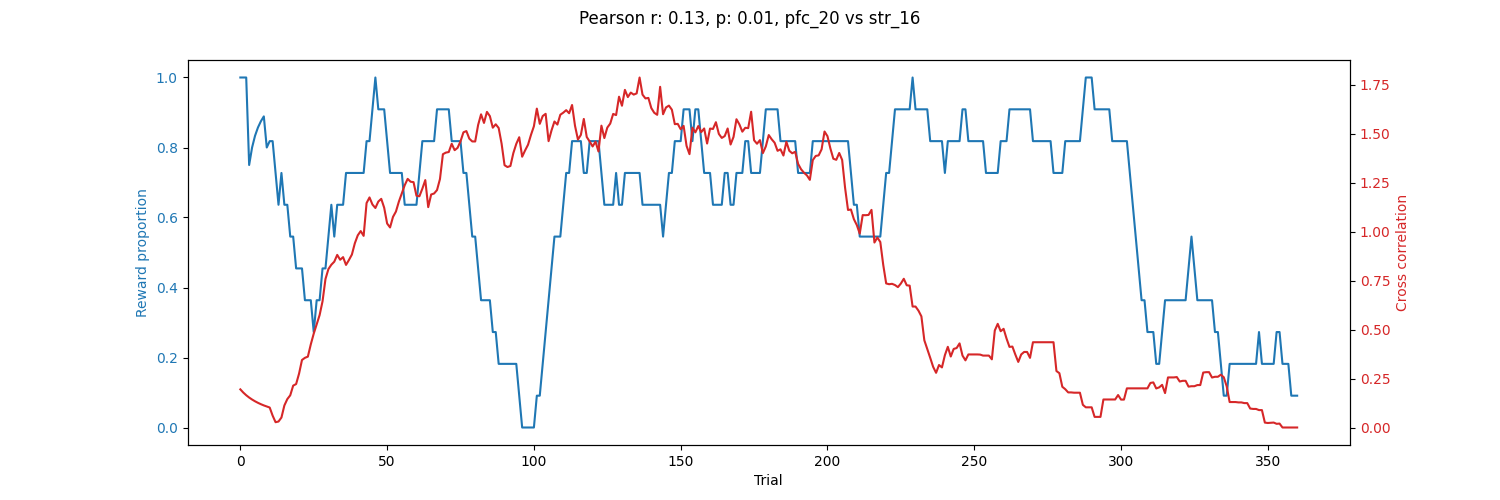 Pearson r: 0.13, p: 0.01, pfc_20 vs str_16
1.0
0.8
0.6
0.4
0.2
0.0
Reward proportion
1.75
1.50
1.25
1.00
0.75
0.50
0.25
0.00
Cross correlation
0 50 100 150 200 250 300 350
Trial